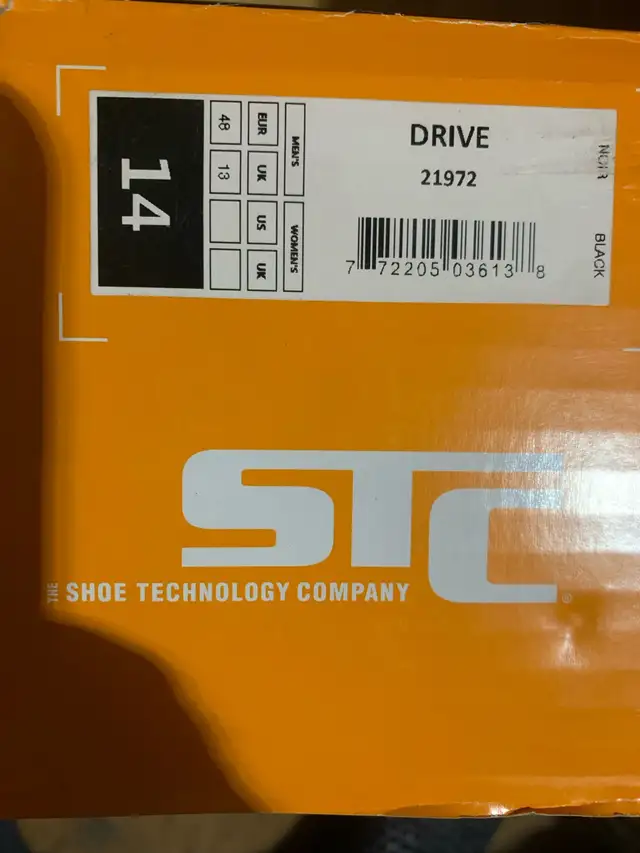 DRIVE
21972
7 72205 03613 8
NOIR
BLACK
14
MEN'S
WOMEN'S
EUR
UK
US
UK
48
13
STC
THE SHOE TECHNOLOGY COMPANY
®